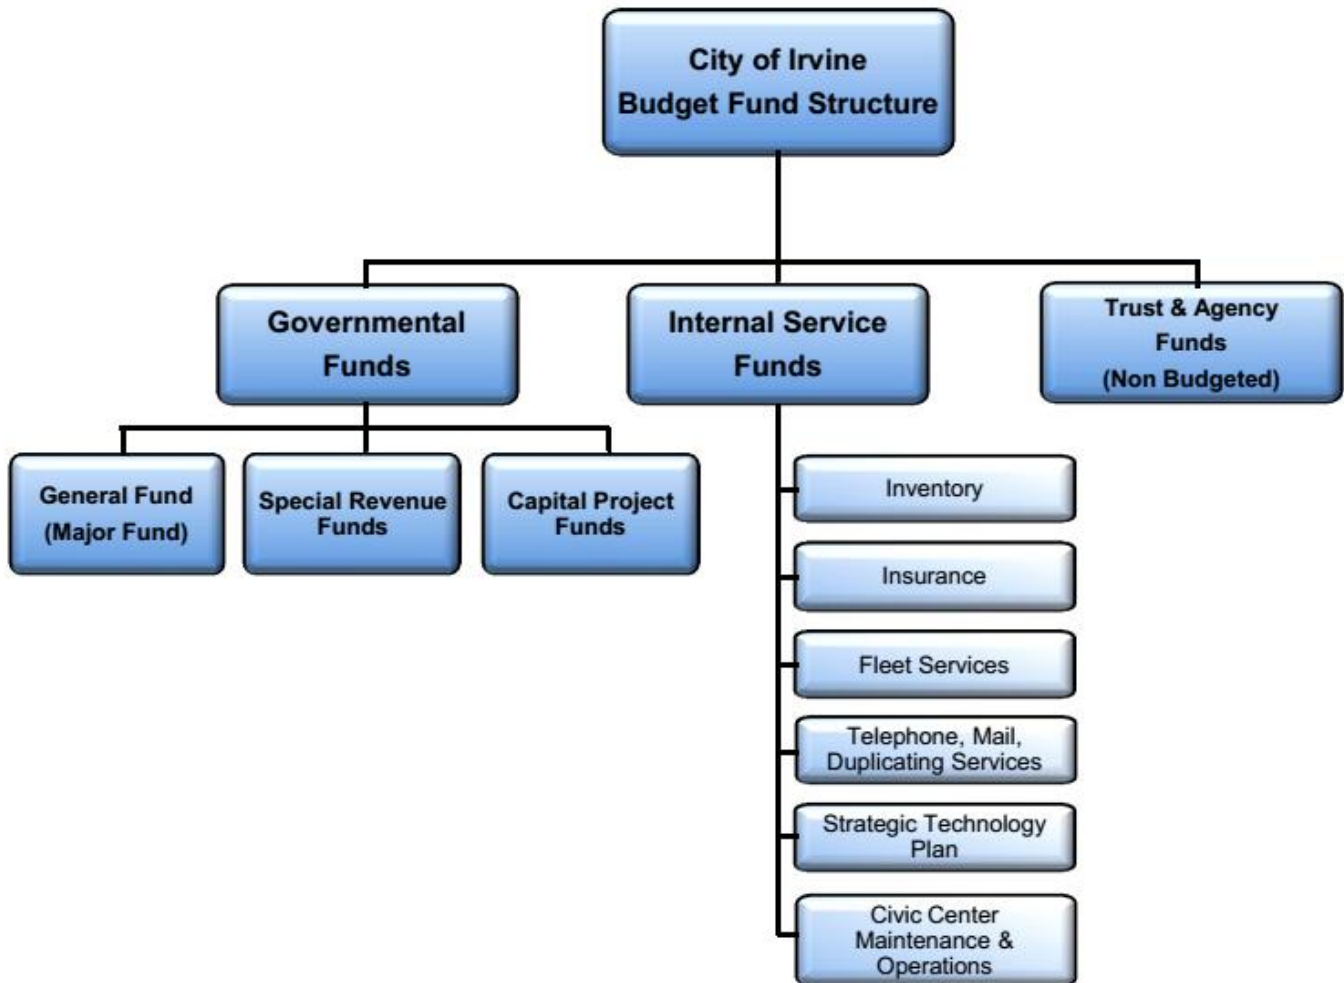 City of Irvine
Budget Fund Structure
Governmental
Funds
Internal Service
Funds
Trust & Agency
Funds
(Non Budgeted)
General Fund
(Major Fund)
Special Revenue
Funds
Capital Project
Funds
Inventory
Insurance
Fleet Services
Telephone, Mail,
Duplicating Services
Strategic Technology
Plan
Civic Center
Maintenance &
Operations